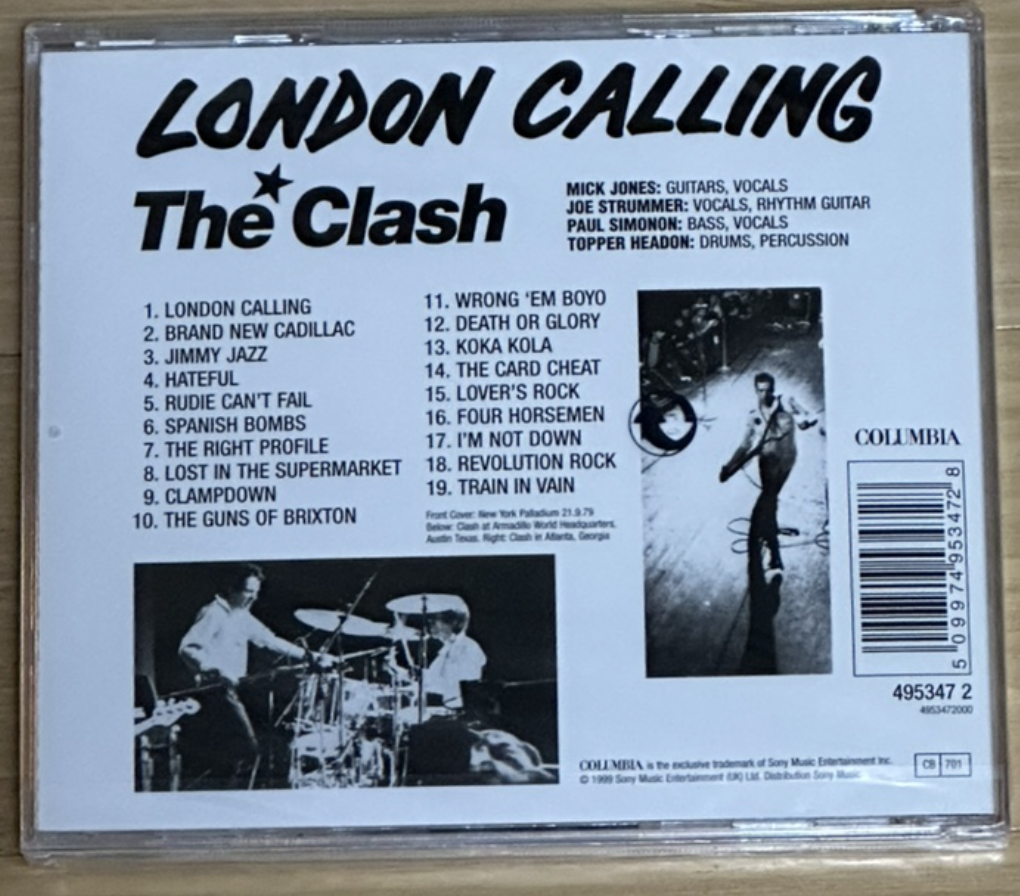 LONDON CALLING
The Clash
MICK JONES: GUITARS, VOCALS
JOE STRUMMER: VOCALS, RHYTHM GUITAR
PAUL SIMONON: BASS, VOCALS
TOPPER HEADON: DRUMS, PERCUSSION
1. LONDON CALLING
2. BRAND NEW CADILLAC
3. JIMMY JAZZ
4. HATEFUL
5. RUDIE CAN'T FAIL
6. SPANISH BOMBS
7. THE RIGHT PROFILE
8. LOST IN THE SUPERMARKET
9. CLAMPDOWN
10. THE GUNS OF BRIXTON
11. WRONG 'EM BOYO
12. DEATH OR GLORY
13. KOKA KOLA
14. THE CARD CHEAT
15. LOVER'S ROCK
16. FOUR HORSEMEN
17. I'M NOT DOWN
18. REVOLUTION ROCK
19. TRAIN IN VAIN
Front Cover: New York Palladium 21.9.79
Below: Clash at Armadillo World Headquarters,
Austin Texas. Right: Clash in Atlanta, Georgia
COLUMBIA
5 099749 534728
495347 2
4953472000
COLUMBIA is the exclusive trademark of Sony Music Entertainment Inc.
© 1999 Sony Music Entertainment (UK) Ltd. Distribution Sony Music
CB 701